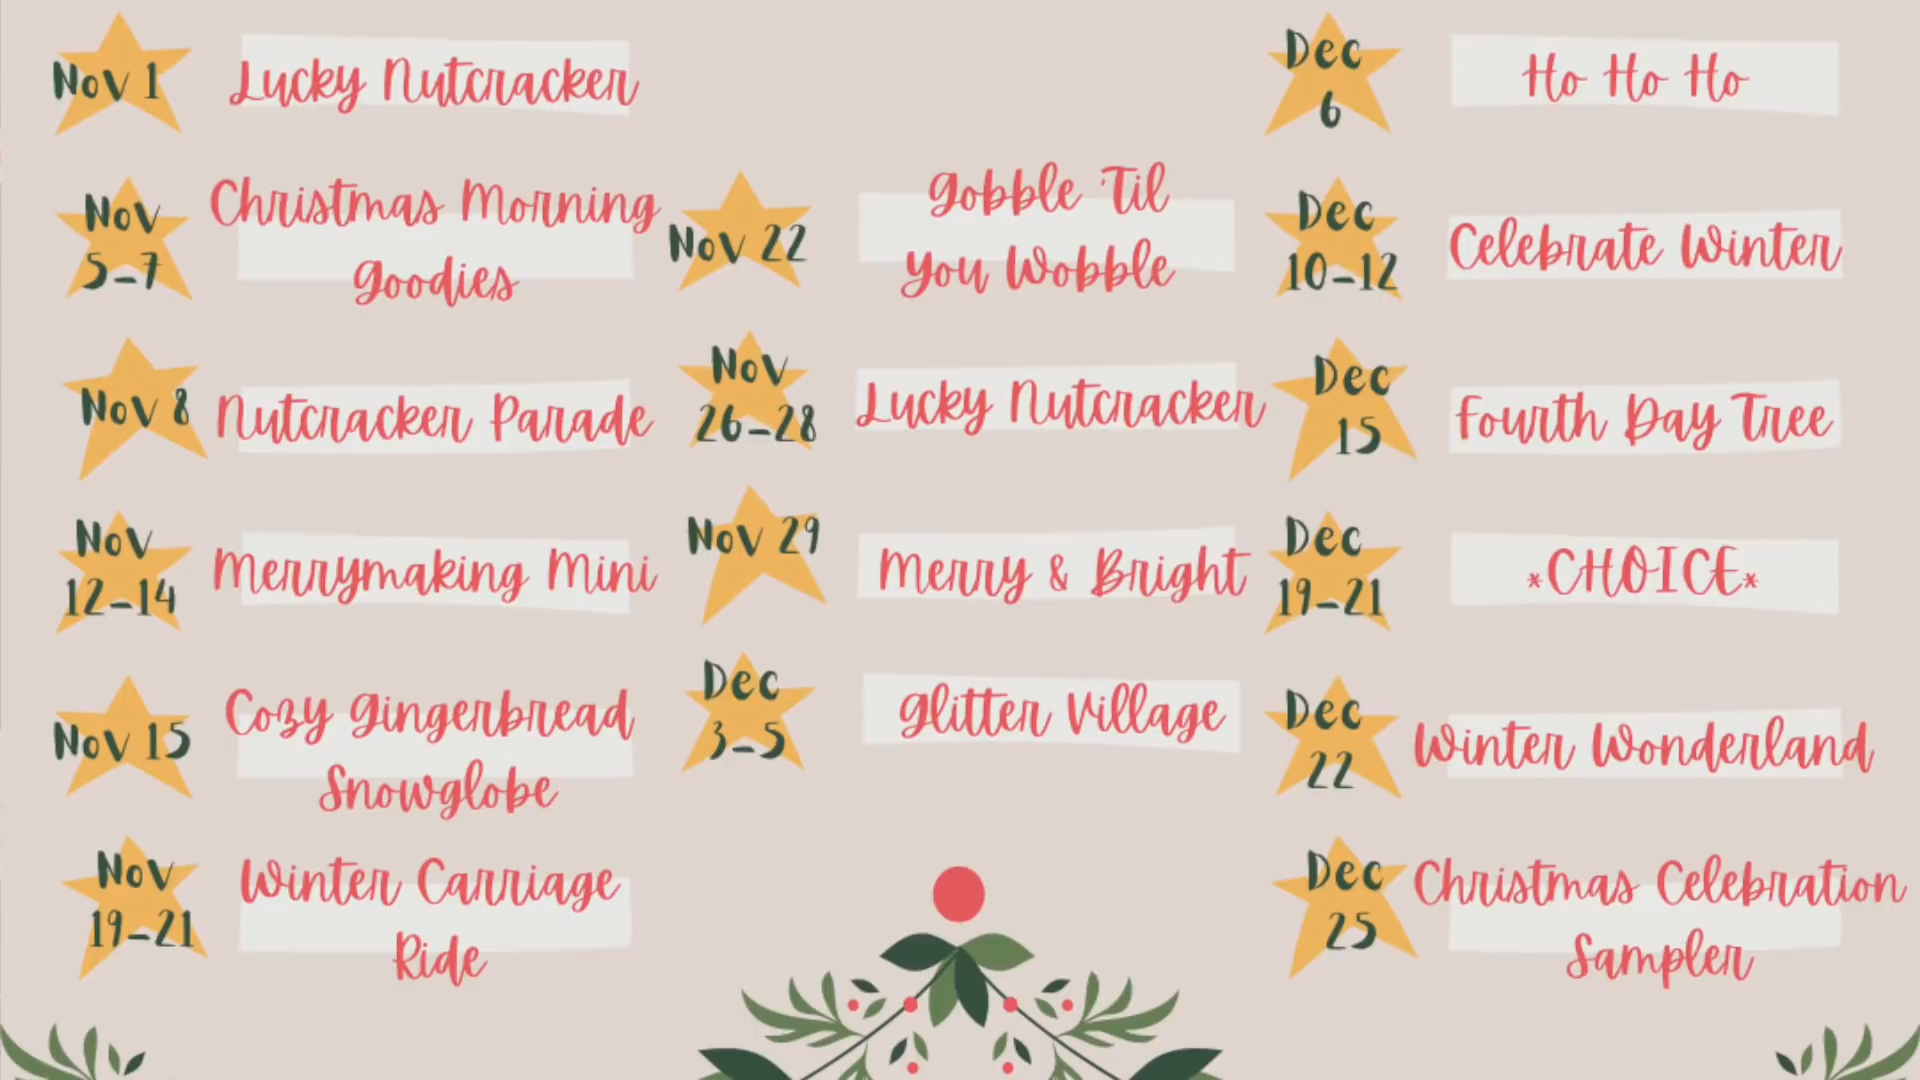 Nov 1
Lucky Nutcracker
Nov
5-7
Christmas Morning
Goodies
Nov 8
Nutcracker Parade
Nov
12-14
Merrymaking Mini
Nov 15
Cozy Gingerbread
Snowglobe
Nov
19-21
Winter Carriage
Ride
Nov 22
Gobble 'Til
You Wobble
Nov
26-28
Lucky Nutcracker
Nov 29
Merry & Bright
Dec
3-5
Glitter Village
Dec
6
Ho Ho Ho
Dec
10-12
Celebrate Winter
Dec
15
Fourth Day Tree
Dec
19-21
*CHOICE*
Dec
22
Winter Wonderland
Dec
25
Christmas Celebration
Sampler